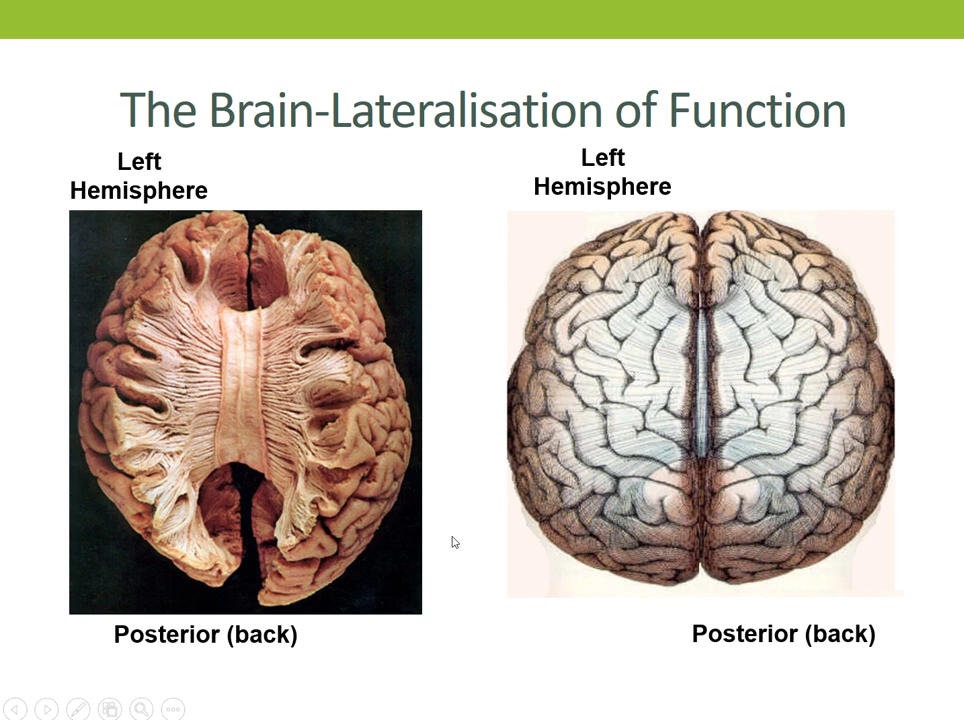 The Brain-Lateralisation of Function
Left
Hemisphere
Left
Hemisphere
Posterior (back)
Posterior (back)